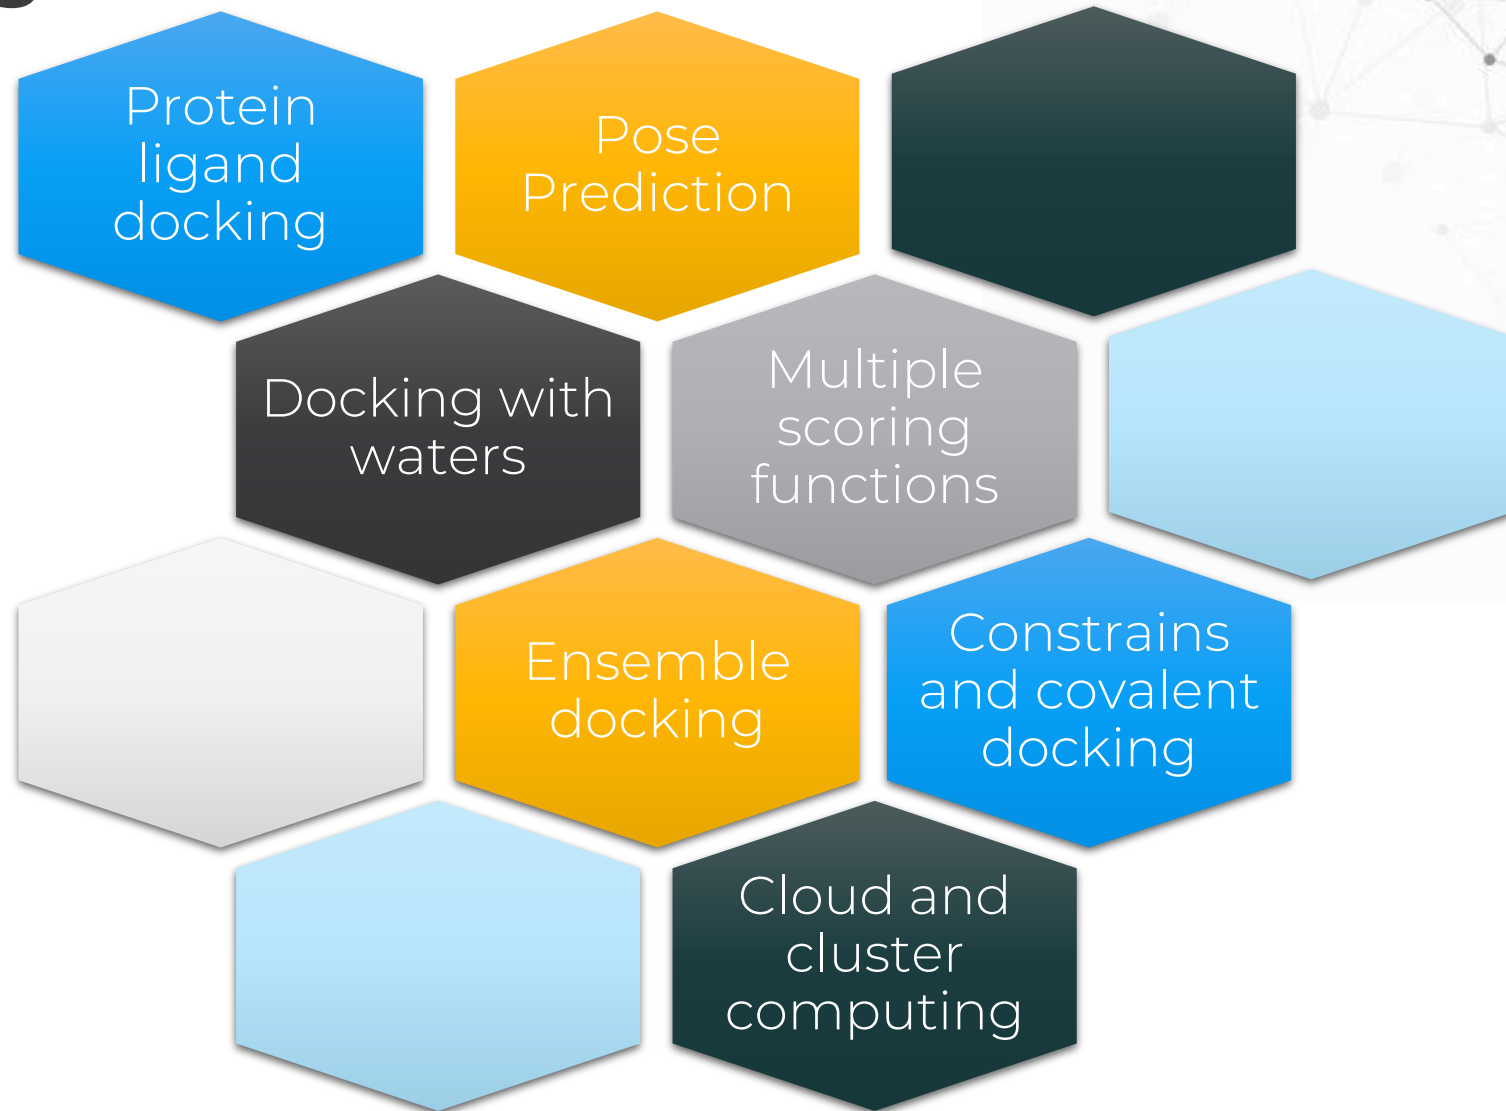 Protein
ligand
docking
Pose
Prediction
Docking with
waters
Multiple
scoring
functions
Ensemble
docking
Constrains
and covalent
docking
Cloud and
cluster
computing